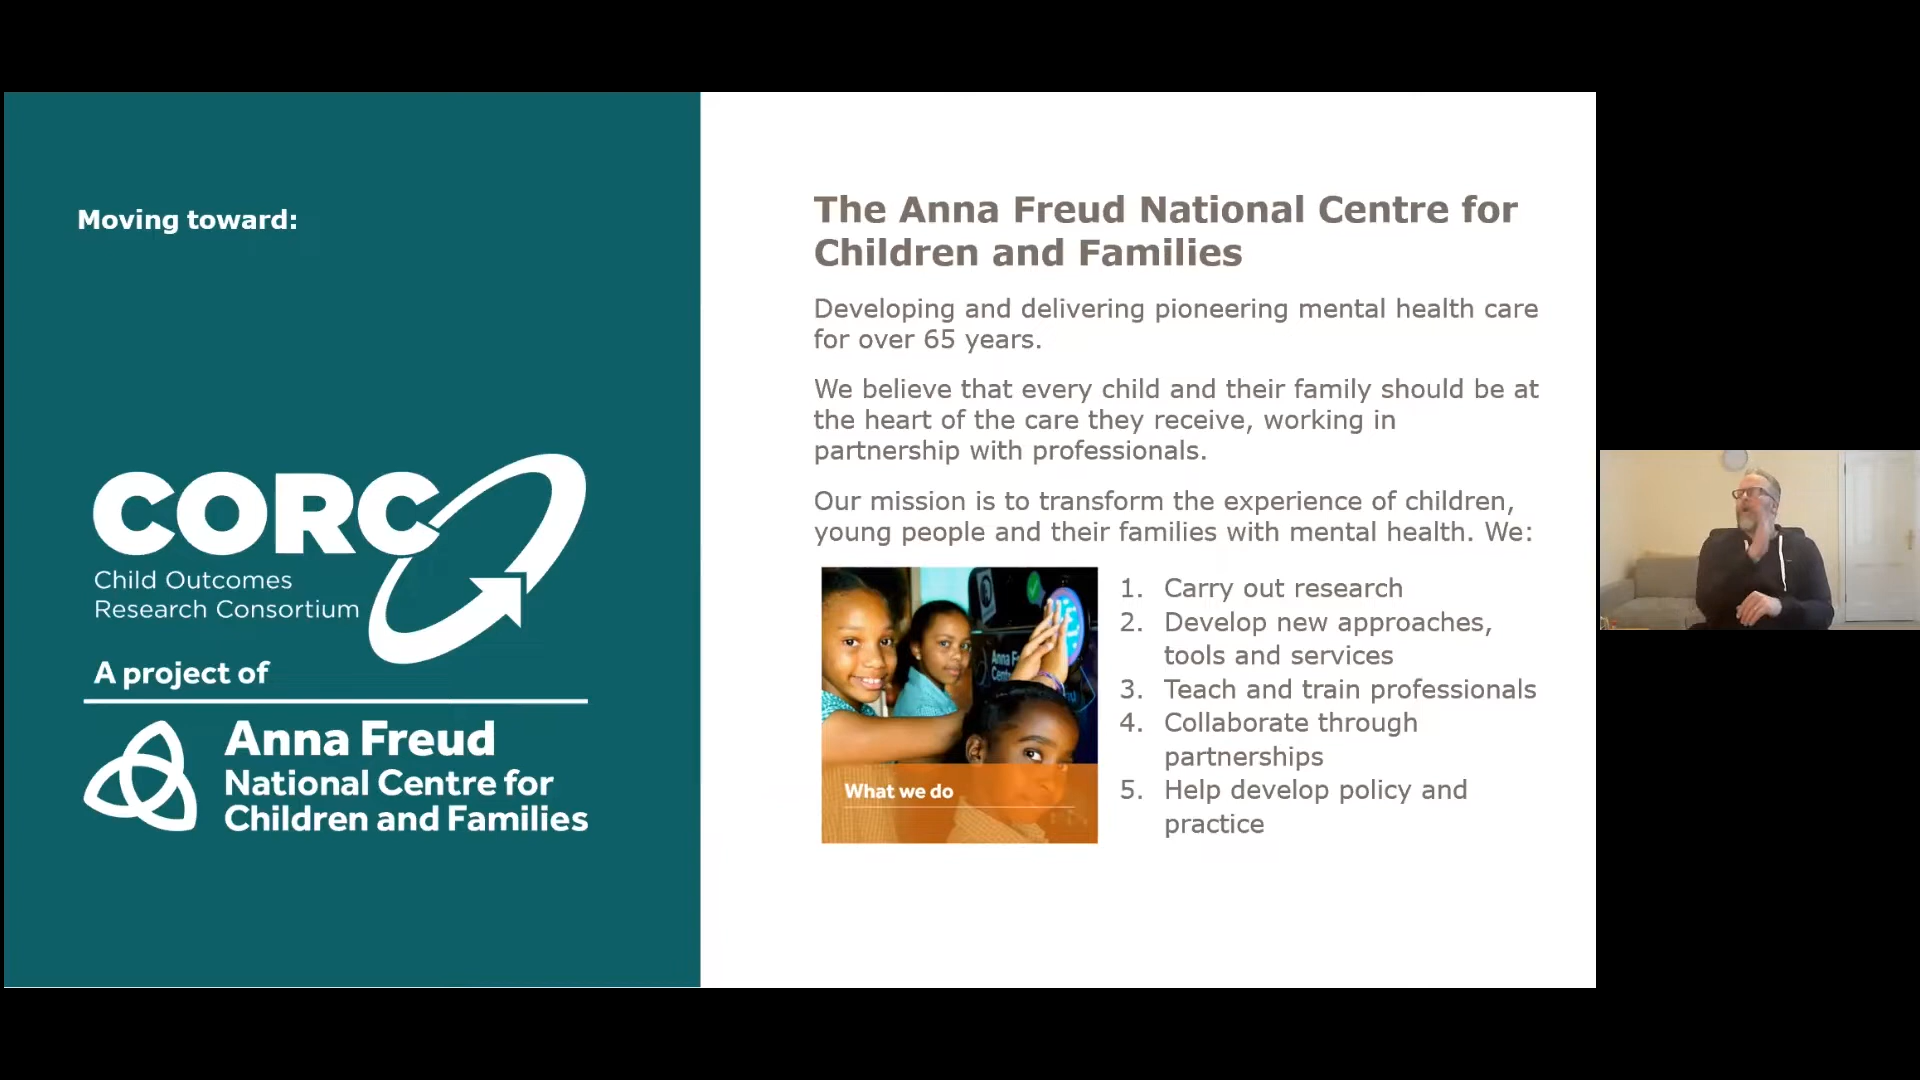 Moving toward:
CORC
Child Outcomes
Research Consortium
A project of
Anna Freud
National Centre for
Children and Families
The Anna Freud National Centre for
Children and Families
Developing and delivering pioneering mental health care
for over 65 years.
We believe that every child and their family should be at
the heart of the care they receive, working in
partnership with professionals.
Our mission is to transform the experience of children,
young people and their families with mental health. We:
What we do
1. Carry out research
2. Develop new approaches,
tools and services
3. Teach and train professionals
4. Collaborate through
partnerships
5. Help develop policy and
practice